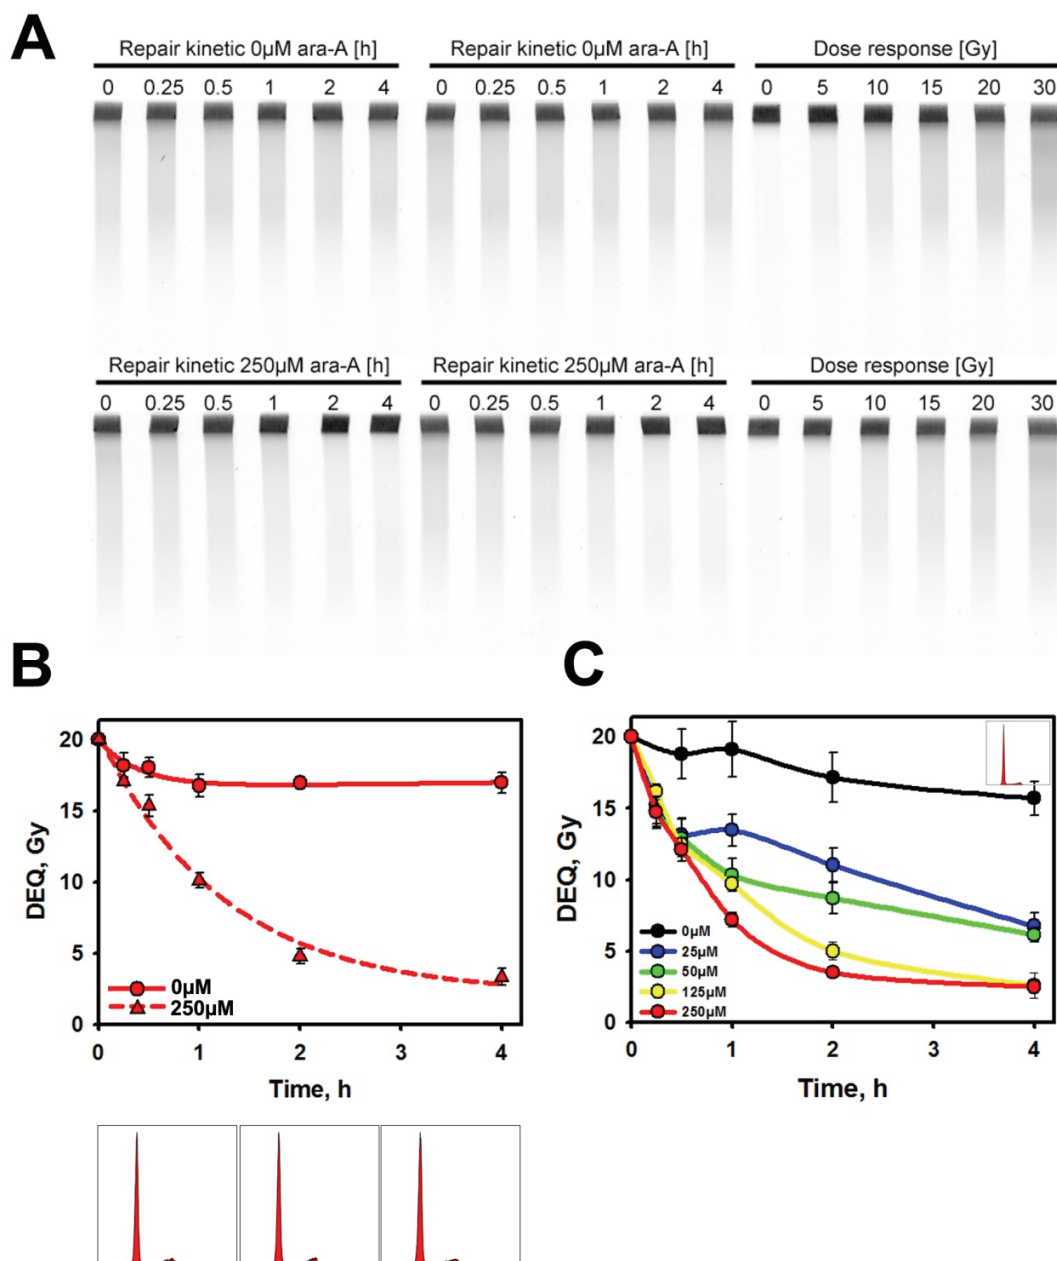 A
Repair kinetic 0µM ara-A [h] Repair kinetic 0µM ara-A [h] Dose response [Gy]
0 0.25 0.5 1 2 4 0 0.25 0.5 1 2 4 0 5 10 15 20 30
Repair kinetic 250µM ara-A [h] Repair kinetic 250µM ara-A [h] Dose response [Gy]
0 0.25 0.5 1 2 4 0 0.25 0.5 1 2 4 0 5 10 15 20 30
B
DEQ, Gy
20
15
10
5
0
0µM
250µM
0 1 2 3 4
Time, h
C
DEQ, Gy
20
15
10
5
0
0µM
25µM
50µM
125µM
250µM
0 1 2 3 4
Time, h